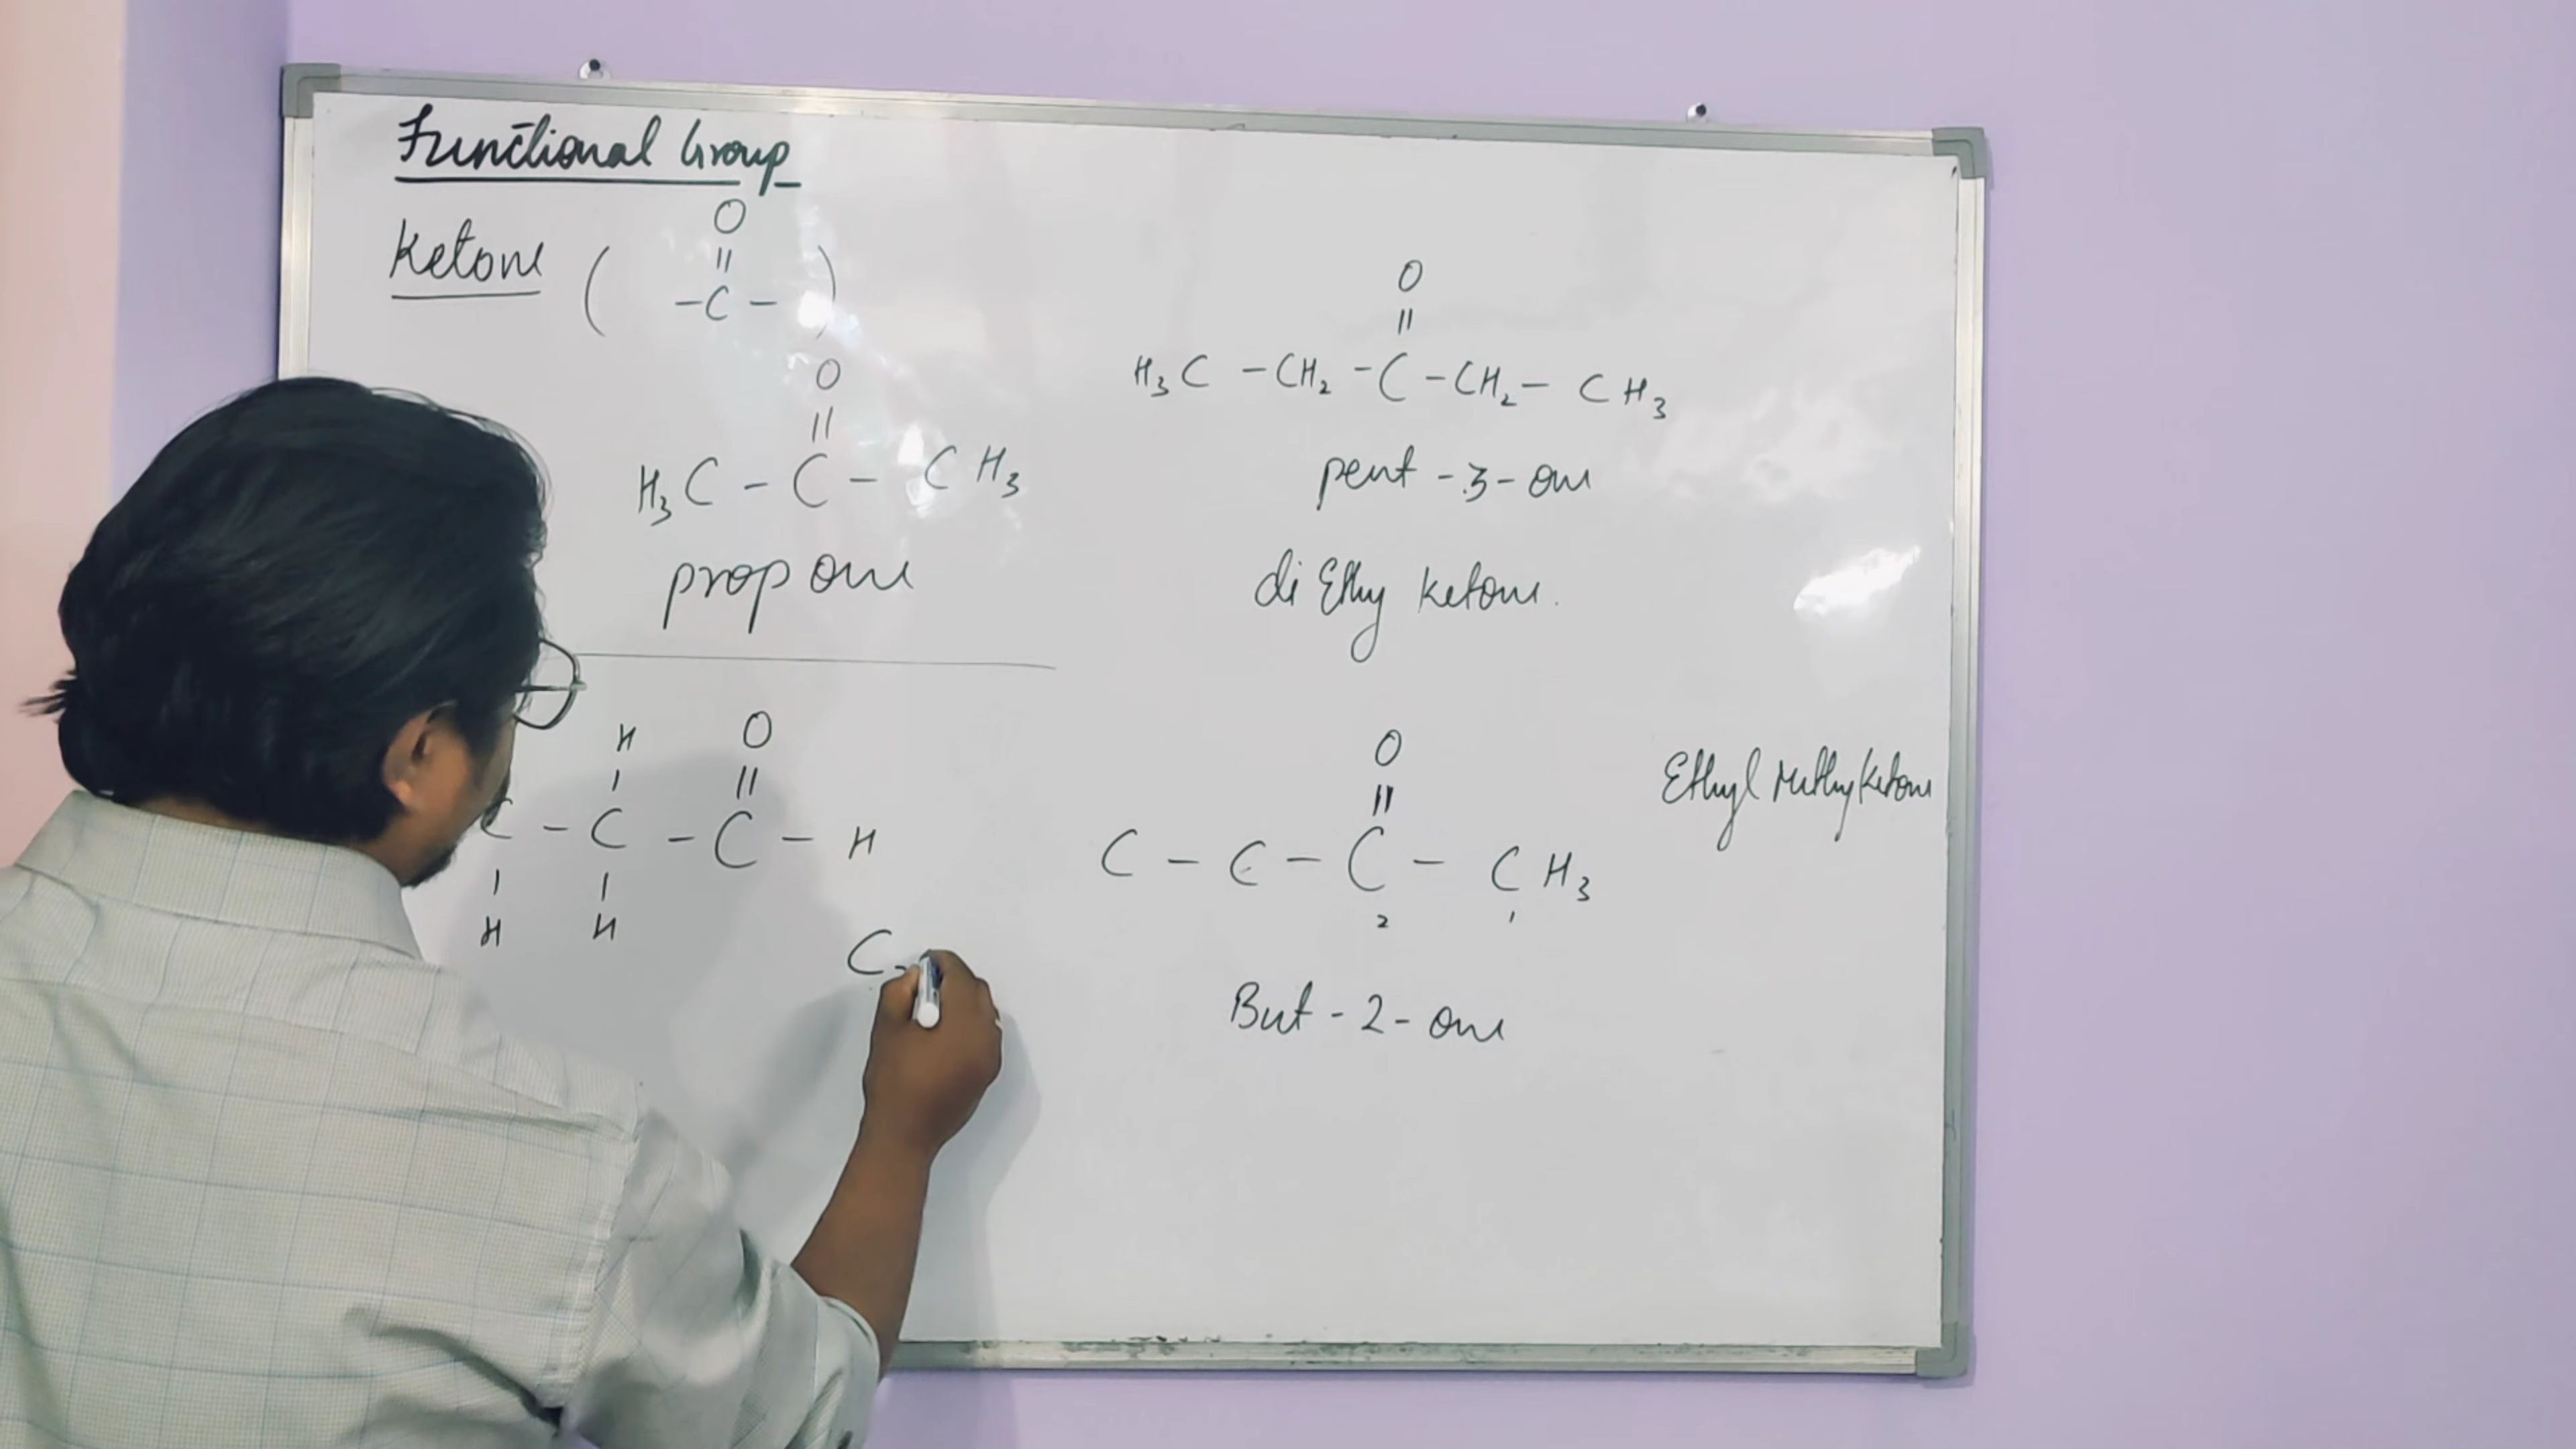 Functional Group
O
Ketone ( || )
-C-
O
||
H3C - C - CH3
propone
H O
| ||
C - C - C - H
| |
H H
C
O
||
H3C - CH2 - C - CH2 - CH3
pent - 3 - one
di Ethy ketone.
O
||
Ethyl Methy Ketone
C - C - C - CH3
2 1
But - 2 - one